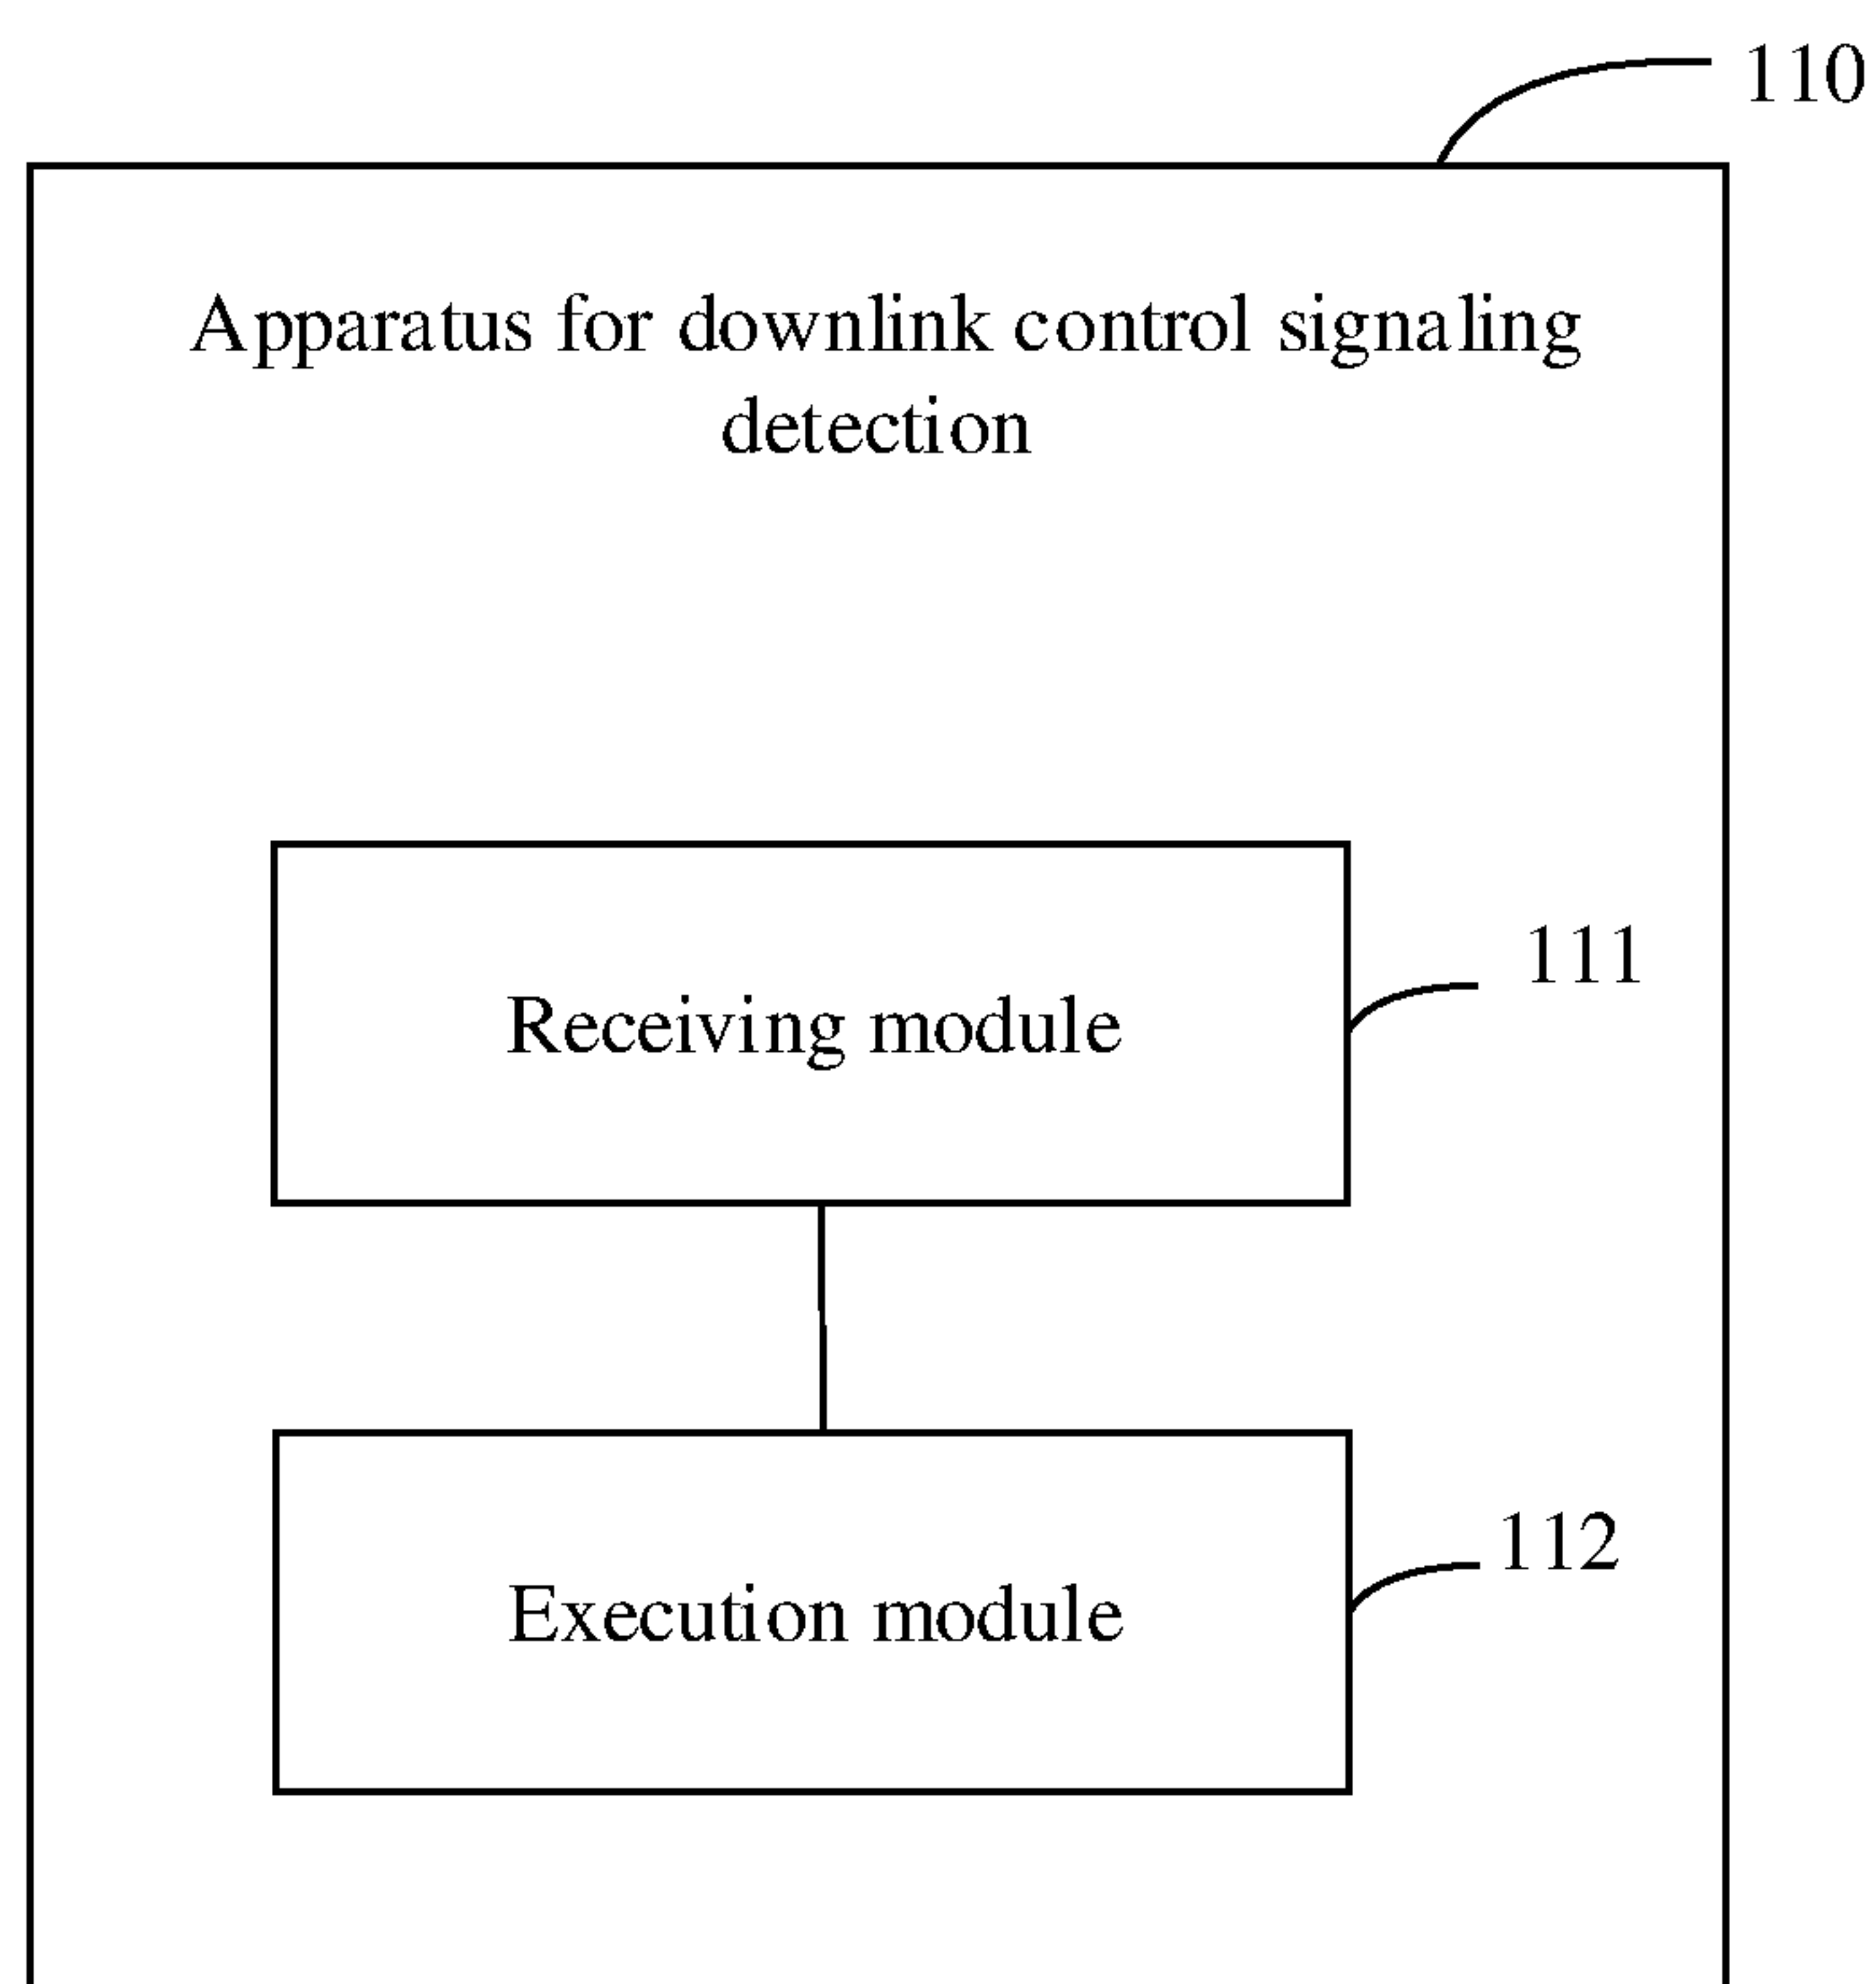 110
Apparatus for downlink control signaling
detection
111
Receiving module
112
Execution module